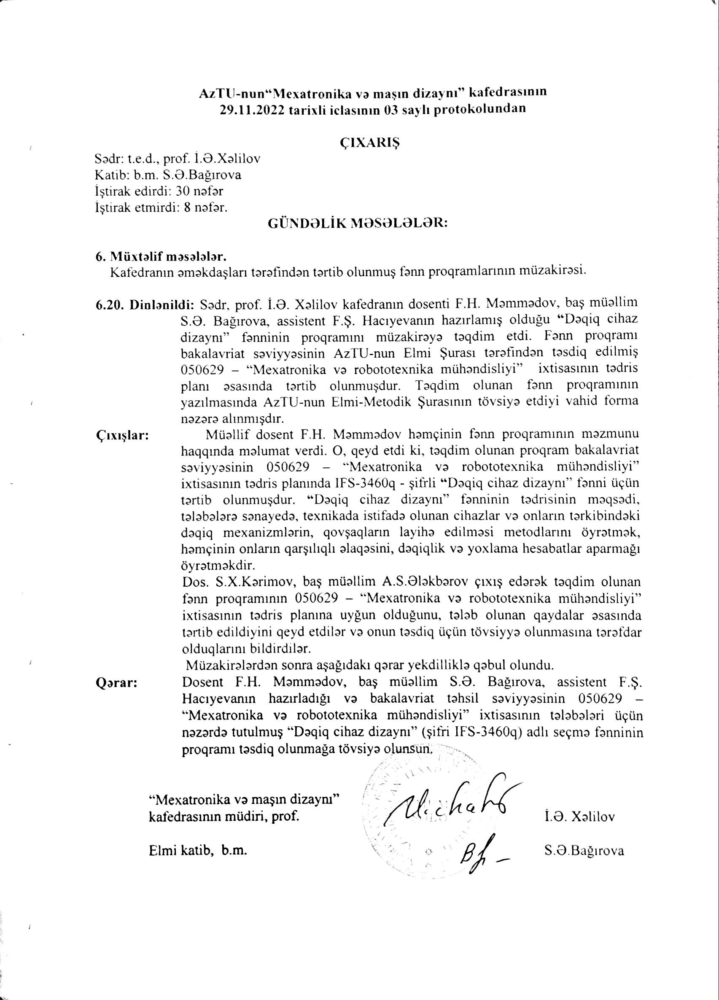 AzTU-nun“Mexatronika və maşın dizaynı” kafedrasının
29.11.2022 tarixli iclasının 03 saylı protokolundan
ÇIXARIŞ
Sədr: t.e.d., prof. İ.Ə.Xəlilov
Katib: b.m. S.Ə.Bağırova
İştirak edirdi: 30 nəfər
İştirak etmirdi: 8 nəfər.
GÜNDƏLİK MƏSƏLƏLƏR:
6. Müxtəlif məsələlər.
Kafedranın əməkdaşları tərəfindən tərtib olunmuş fənn proqramlarının müzakirəsi.
6.20. Dinlənildi: Sədr, prof. İ.Ə. Xəlilov kafedranın dosenti F.H. Məmmədov, baş müəllim
S.Ə. Bağırova, assistent F.Ş. Hacıyevanın hazırlamış olduğu “Dəqiq cihaz
dizaynı” fənninin proqramını müzakirəyə təqdim etdi. Fənn proqramı
bakalavriat səviyyəsinin AzTU-nun Elmi Şurası tərəfindən təsdiq edilmiş
050629 – “Mexatronika və robototexnika mühəndisliyi” ixtisasının tədris
planı əsasında tərtib olunmuşdur. Təqdim olunan fənn proqramının
yazılmasında AzTU-nun Elmi-Metodik Şurasının tövsiyə etdiyi vahid forma
nəzərə alınmışdır.
Çıxışlar: Müəllif dosent F.H. Məmmədov həmçinin fənn proqramının məzmunu
haqqında məlumat verdi. O, qeyd etdi ki, təqdim olunan proqram bakalavriat
səviyyəsinin 050629 – “Mexatronika və robototexnika mühəndisliyi”
ixtisasının tədris planında IFS-3460q - şifrli “Dəqiq cihaz dizaynı” fənni üçün
tərtib olunmuşdur. “Dəqiq cihaz dizaynı” fənninin tədrisinin məqsədi,
tələbələrə sənayedə, texnikada istifadə olunan cihazlar və onların tərkibindəki
dəqiq mexanizmlərin, qovşaqların layihə edilməsi metodlarını öyrətmək,
həmçinin onların qarşılıqlı əlaqəsini, dəqiqlik və yoxlama hesabatlar aparmağı
öyrətməkdir.
Dos. S.X.Kərimov, baş müəllim A.S.Ələkbərov çıxış edərək təqdim olunan
fənn proqramının 050629 – “Mexatronika və robototexnika mühəndisliyi”
ixtisasının tədris planına uyğun olduğunu, tələb olunan qaydalar əsasında
tərtib edildiyini qeyd etdilər və onun təsdiq üçün tövsiyyə olunmasına tərəfdar
olduqlarını bildirdilər.
Müzakirələrdən sonra aşağıdakı qərar yekdilliklə qəbul olundu.
Qərar: Dosent F.H. Məmmədov, baş müəllim S.Ə. Bağırova, assistent F.Ş.
Hacıyevanın hazırladığı və bakalavriat təhsil səviyyəsinin 050629 –
“Mexatronika və robototexnika mühəndisliyi” ixtisasının tələbələri üçün
nəzərdə tutulmuş “Dəqiq cihaz dizaynı” (şifri IFS-3460q) adlı seçmə fənninin
proqramı təsdiq olunmağa tövsiyə olunsun.
“Mexatronika və maşın dizaynı”
kafedrasının müdiri, prof. İ.Ə. Xəlilov
Elmi katib, b.m. S.Ə.Bağırova